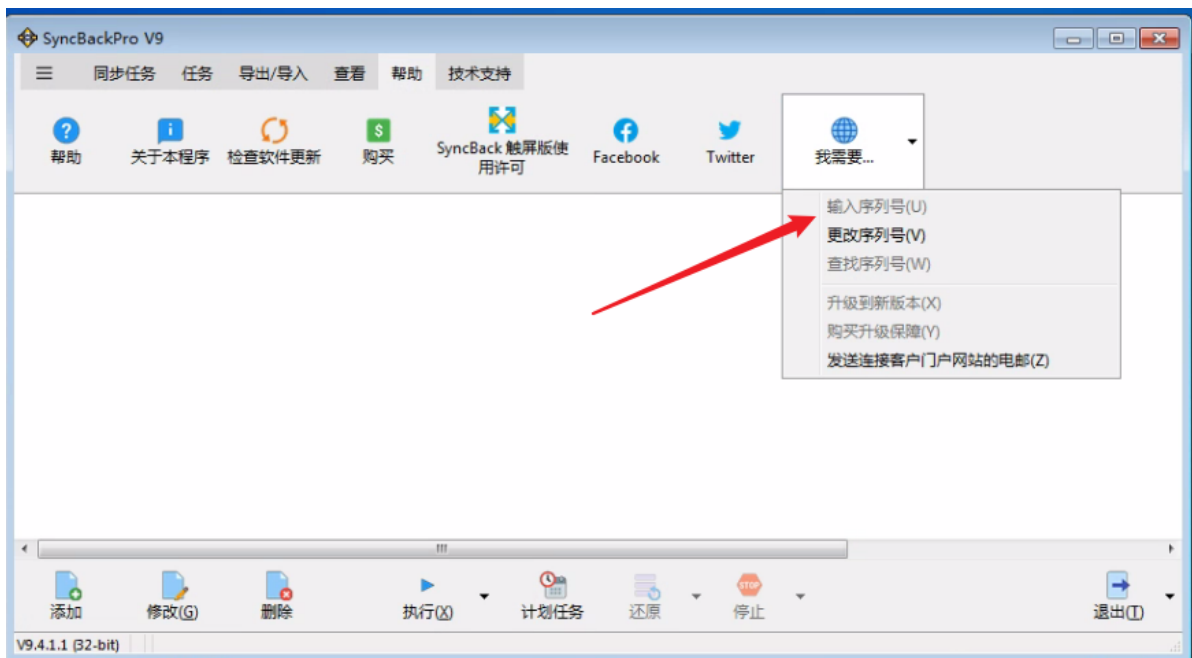 SyncBackPro V9
同步任务 任务 导出/导入 查看 帮助 技术支持
帮助 关于本程序 检查软件更新 购买 SyncBack 触屏版使
用许可 Facebook Twitter 我需要...
输入序列号(U)
更改序列号(V)
查找序列号(W)
升级到新版本(X)
购买升级保障(Y)
发送连接客户门户网站的电邮(Z)
添加 修改(G) 删除 执行(X) 计划任务 还原 STOP 停止 退出(T)
V9.4.1.1 (32-bit)